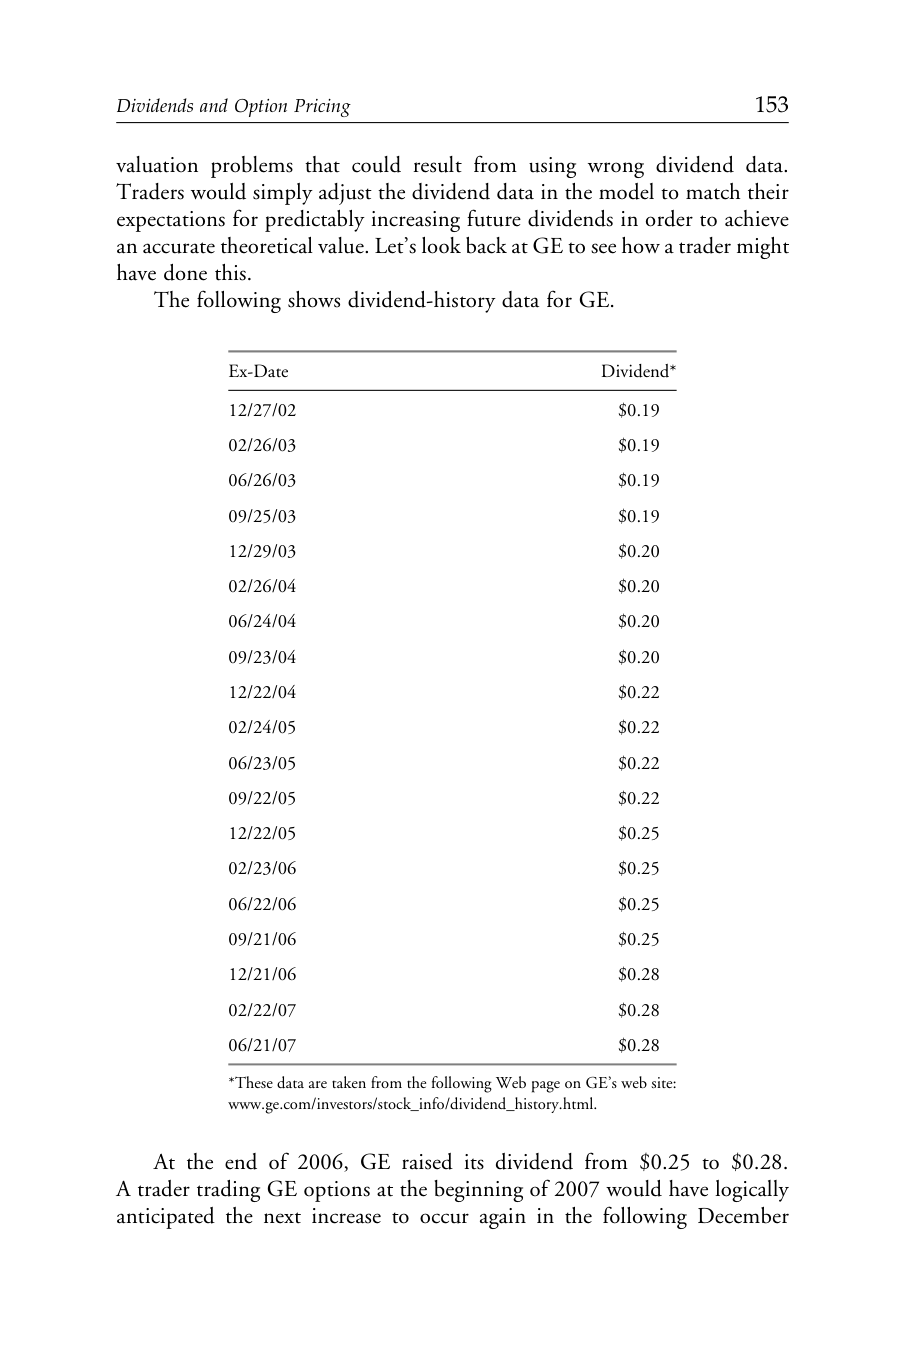 Dividends and Option Pricing 153
valuation problems that could result from using wrong dividend data.
Traders would simply adjust the dividend data in the model to match their
expectations for predictably increasing future dividends in order to achieve
an accurate theoretical value. Let’s look back at GE to see how a trader might
have done this.
The following shows dividend-history data for GE.
Ex-Date Dividend*
12/27/02 $0.19
02/26/03 $0.19
06/26/03 $0.19
09/25/03 $0.19
12/29/03 $0.20
02/26/04 $0.20
06/24/04 $0.20
09/23/04 $0.20
12/22/04 $0.22
02/24/05 $0.22
06/23/05 $0.22
09/22/05 $0.22
12/22/05 $0.25
02/23/06 $0.25
06/22/06 $0.25
09/21/06 $0.25
12/21/06 $0.28
02/22/07 $0.28
06/21/07 $0.28
*These data are taken from the following Web page on GE’s web site:
www.ge.com/investors/stock_info/dividend_history.html.
At the end of 2006, GE raised its dividend from $0.25 to $0.28.
A trader trading GE options at the beginning of 2007 would have logically
anticipated the next increase to occur again in the following December